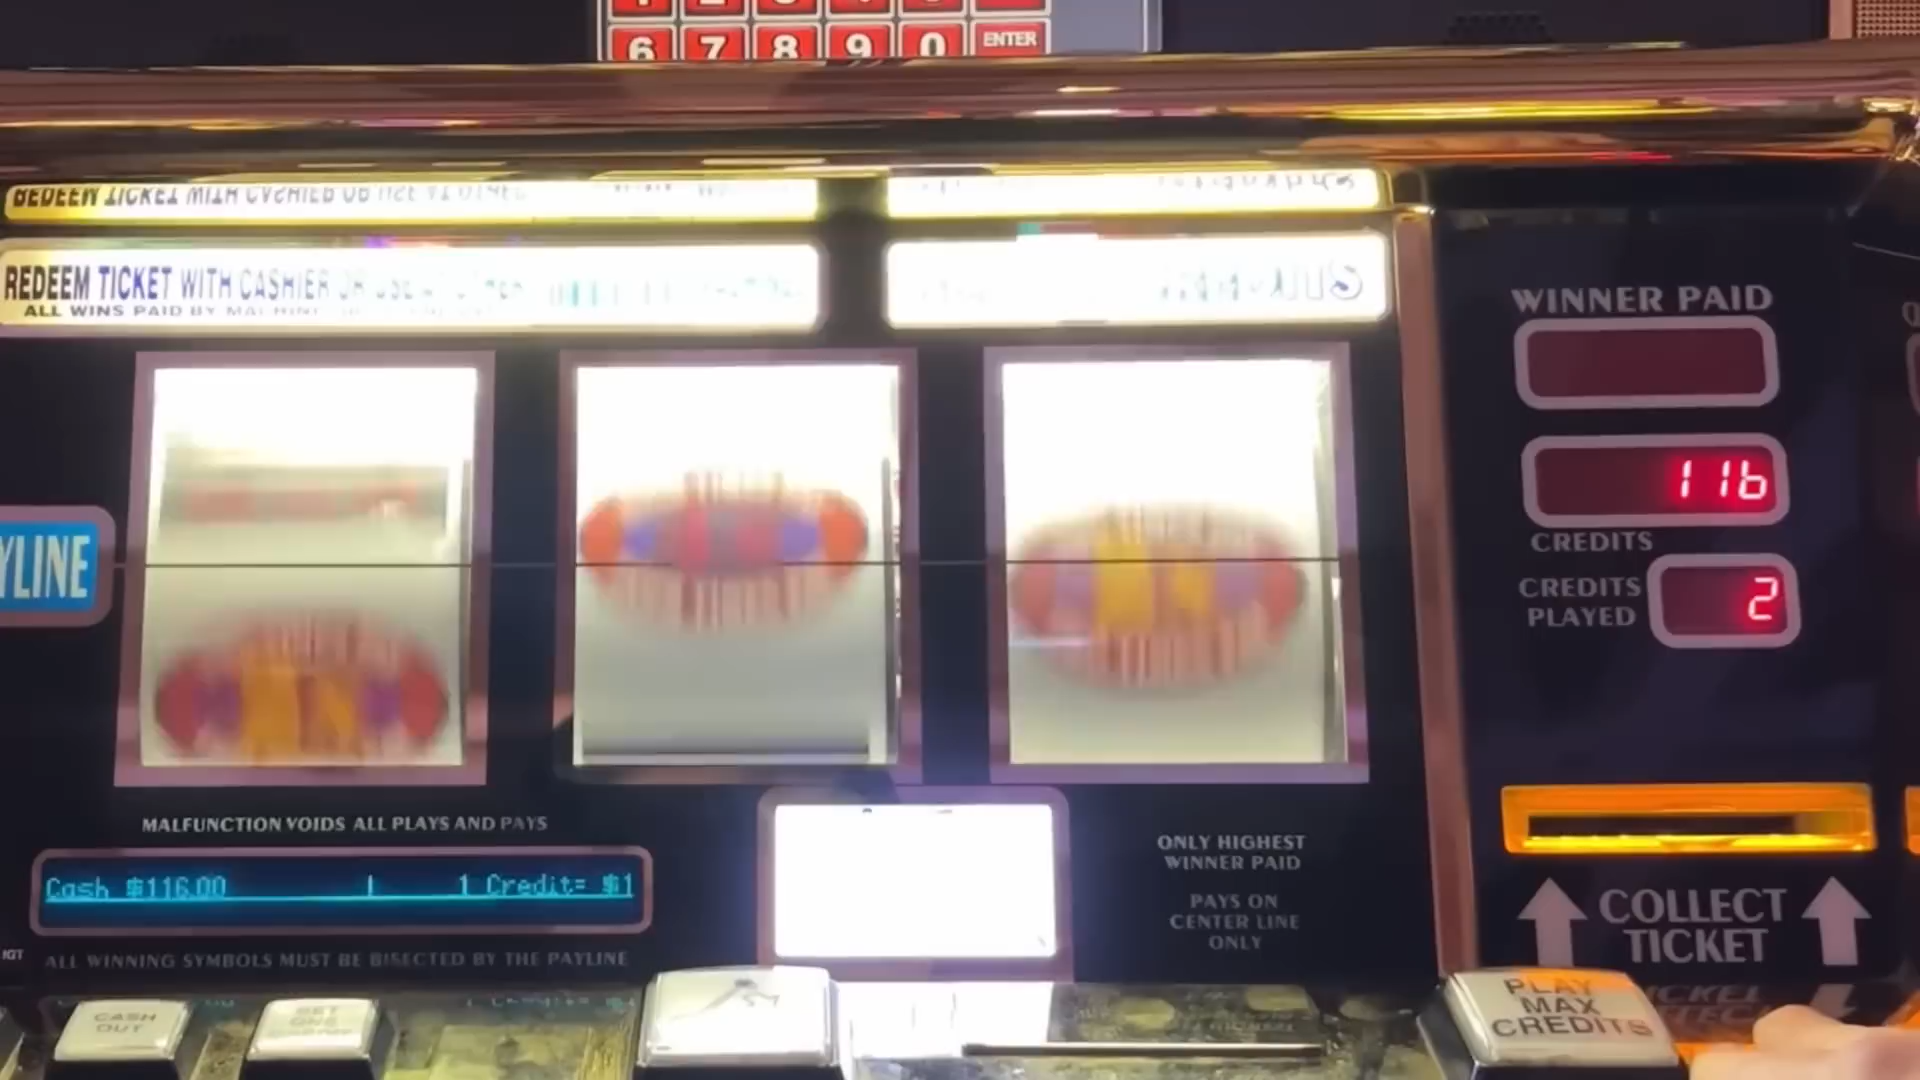 6 7 8 9 0 ENTER
REDEEM TICKET WITH CASHIER
ALL WINS PAID BY
WINNER PAID
116
CREDITS
YLINE
CREDITS
PLAYED
2
MALFUNCTION VOIDS ALL PLAYS AND PAYS
Cash $116.00 1 Credit= $1
ONLY HIGHEST
WINNER PAID
PAYS ON
CENTER LINE
ONLY
COLLECT
TICKET
IGT
ALL WINNING SYMBOLS MUST BE BISECTED BY THE PAYLINE
CASH
OUT
BET
ONE
PLAY
MAX
CREDITS